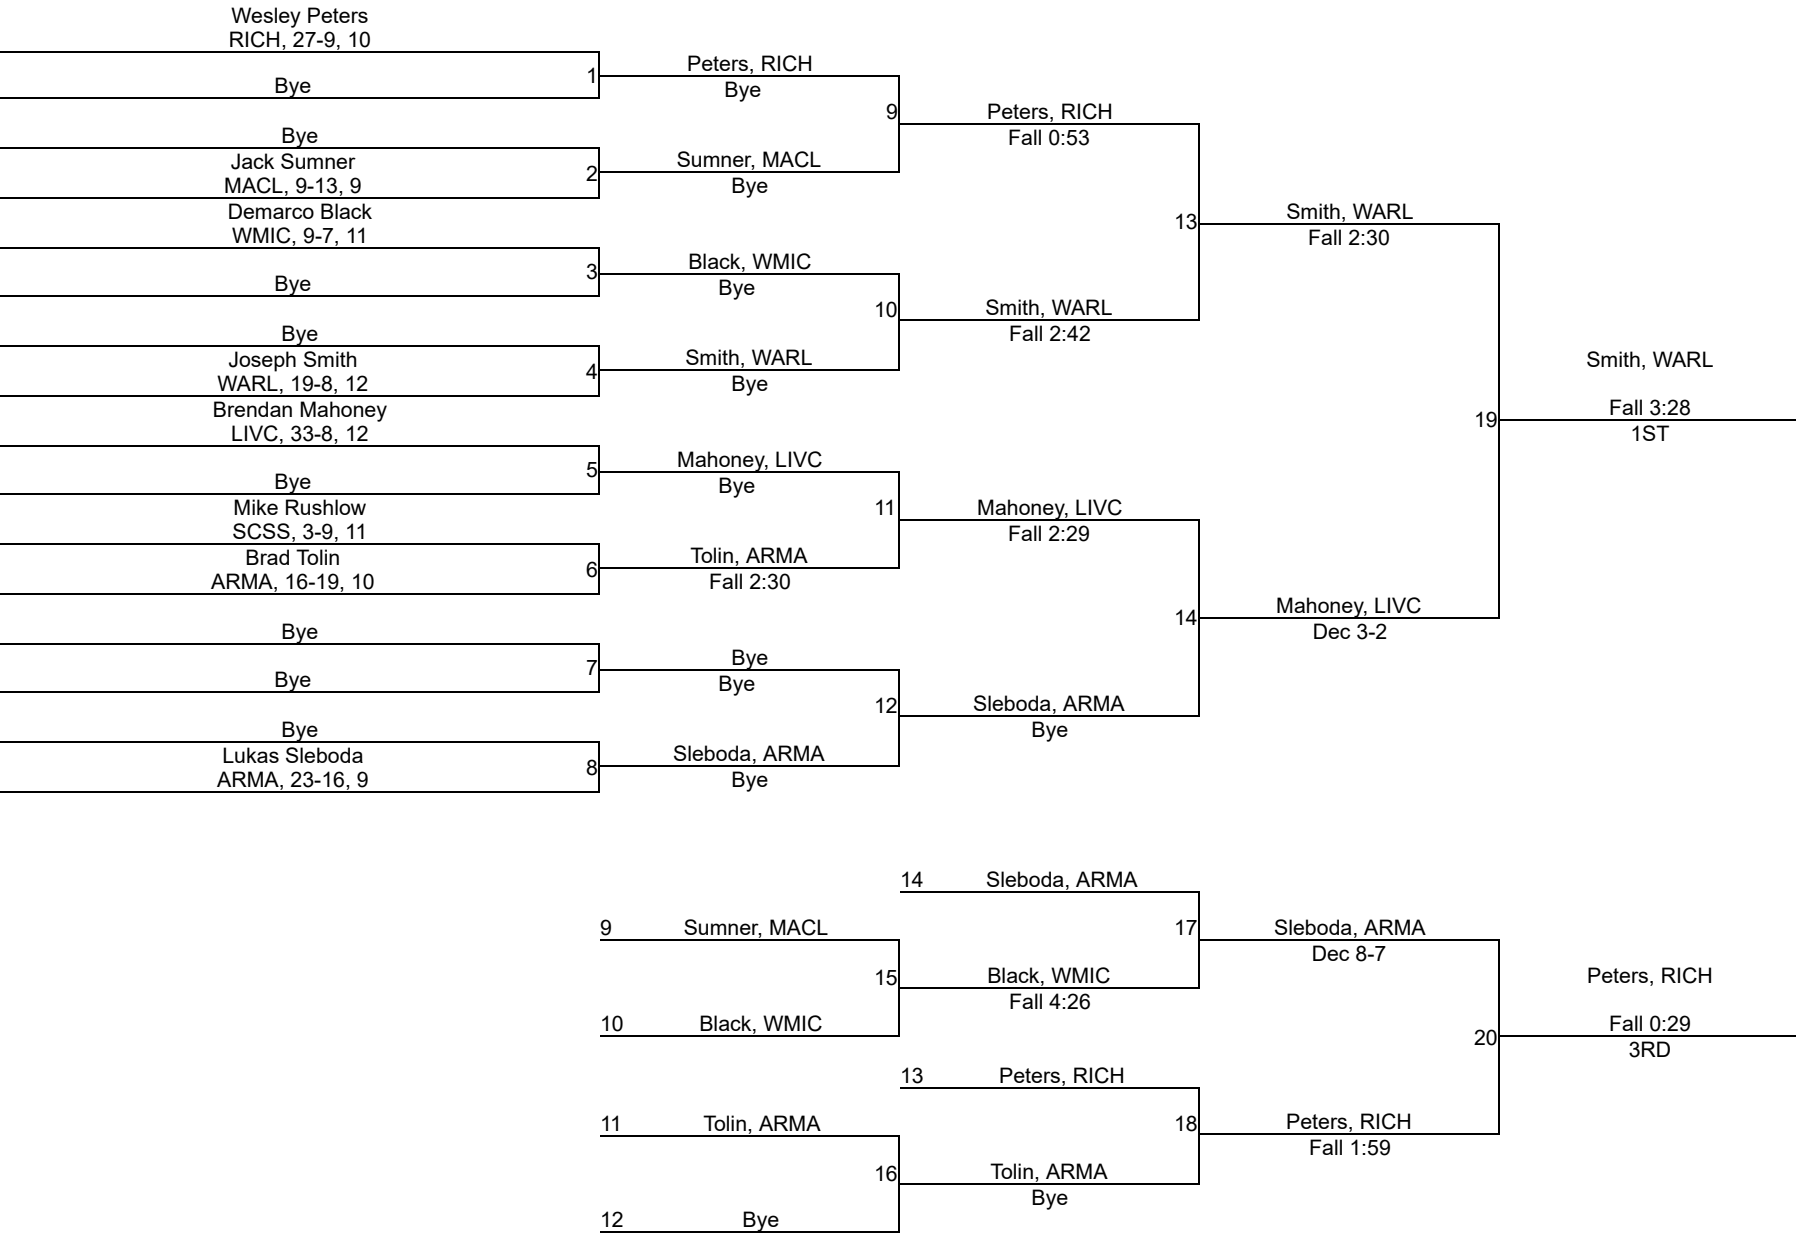 Wesley Peters
RICH, 27-9, 10
Bye
1
Bye
Jack Sumner
MACL, 9-13, 9
2
Demarco Black
WMIC, 9-7, 11
Bye
3
Bye
Joseph Smith
WARL, 19-8, 12
4
Brendan Mahoney
LIVC, 33-8, 12
Bye
5
Mike Rushlow
SCSS, 3-9, 11
Brad Tolin
ARMA, 16-19, 10
6
Bye
Bye
7
Bye
Lukas Sleboda
ARMA, 23-16, 9
8
Peters, RICH
Bye
9
Sumner, MACL
Bye
Black, WMIC
Bye
10
Smith, WARL
Bye
Mahoney, LIVC
Bye
11
Tolin, ARMA
Fall 2:30
Bye
Bye
12
Sleboda, ARMA
Bye
Peters, RICH
Fall 0:53
13
Smith, WARL
Fall 2:42
Mahoney, LIVC
Fall 2:29
14
Sleboda, ARMA
Bye
Smith, WARL
Fall 2:30
19
Mahoney, LIVC
Dec 3-2
Smith, WARL
Fall 3:28
1ST
14 Sleboda, ARMA
9 Sumner, MACL
17
15
Black, WMIC
Fall 4:26
10 Black, WMIC
13 Peters, RICH
11 Tolin, ARMA
18
16
Tolin, ARMA
Bye
12 Bye
Sleboda, ARMA
Dec 8-7
20
Peters, RICH
Fall 1:59
Peters, RICH
Fall 0:29
3RD